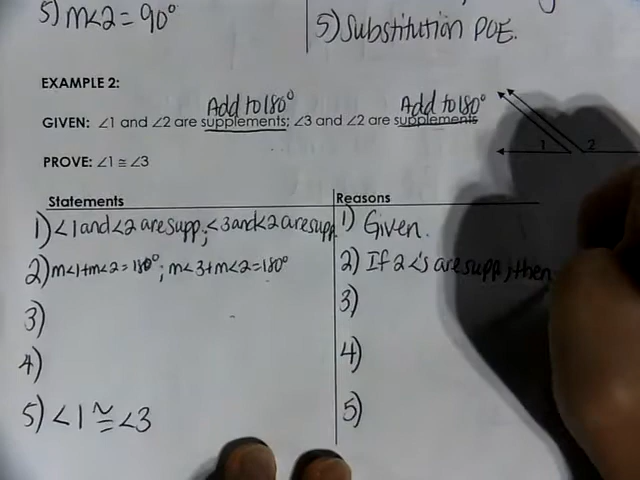 5) m∠2 = 90°
5) Substitution POE.
EXAMPLE 2:
Add to 180° Add to 180°
GIVEN: ∠1 and ∠2 are supplements; ∠3 and ∠2 are supplements
1 2
PROVE: ∠1 ≅ ∠3
Statements Reasons
1) ∠1 and ∠2 are supp; ∠3 and ∠2 are supp. 1) Given.
2) m∠1+m∠2=180°; m∠3+m∠2=180° 2) If 2 ∠'s are supp, then
3) 3)
4) 4)
5) ∠1 ≅ ∠3 5)